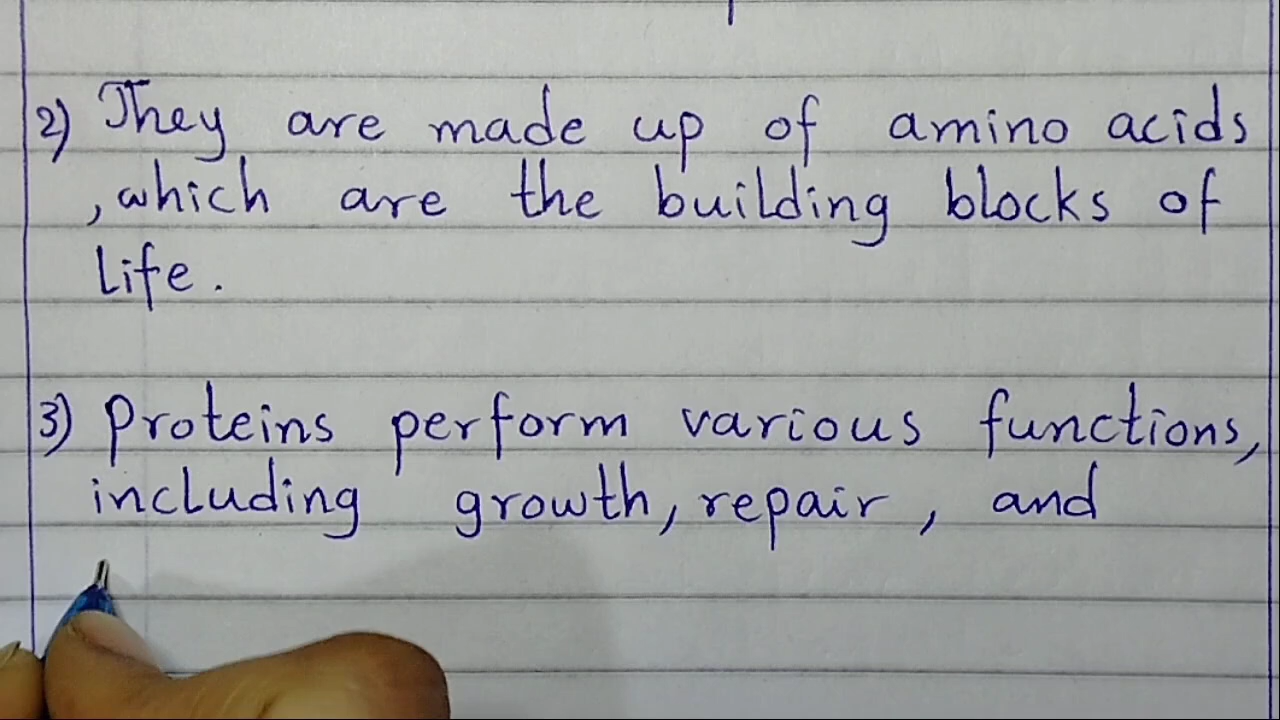 2) They are made up of amino acids
, which are the building blocks of
life.
3) Proteins perform various functions,
including growth, repair, and